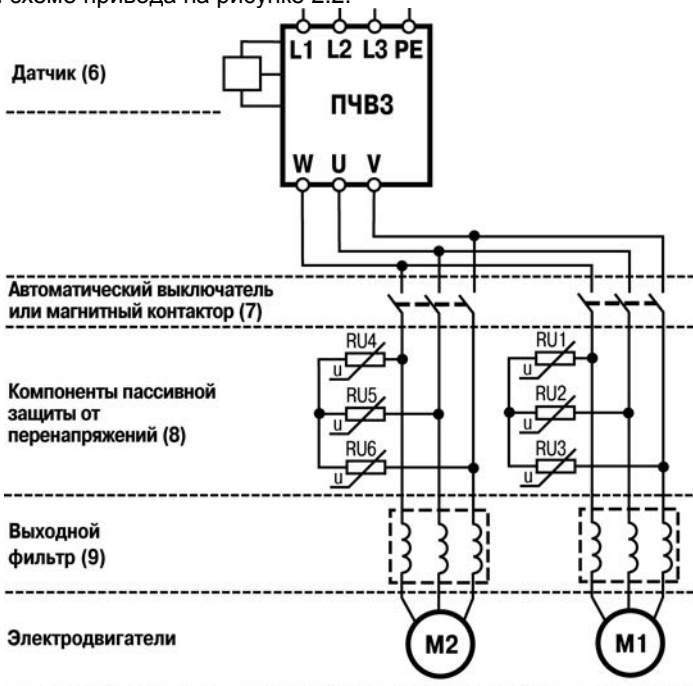 схеме привода на рисунке 2.2.
L1 L2 L3 PE
Датчик (6)
ПЧВ3
W U V
Автоматический выключатель
или магнитный контактор (7)
RU4
RU1
u
u
RU5
RU2
u
u
RU6
RU3
u
u
Компоненты пассивной
защиты от
перенапряжений (8)
Выходной
фильтр (9)
Электродвигатели
M2
M1